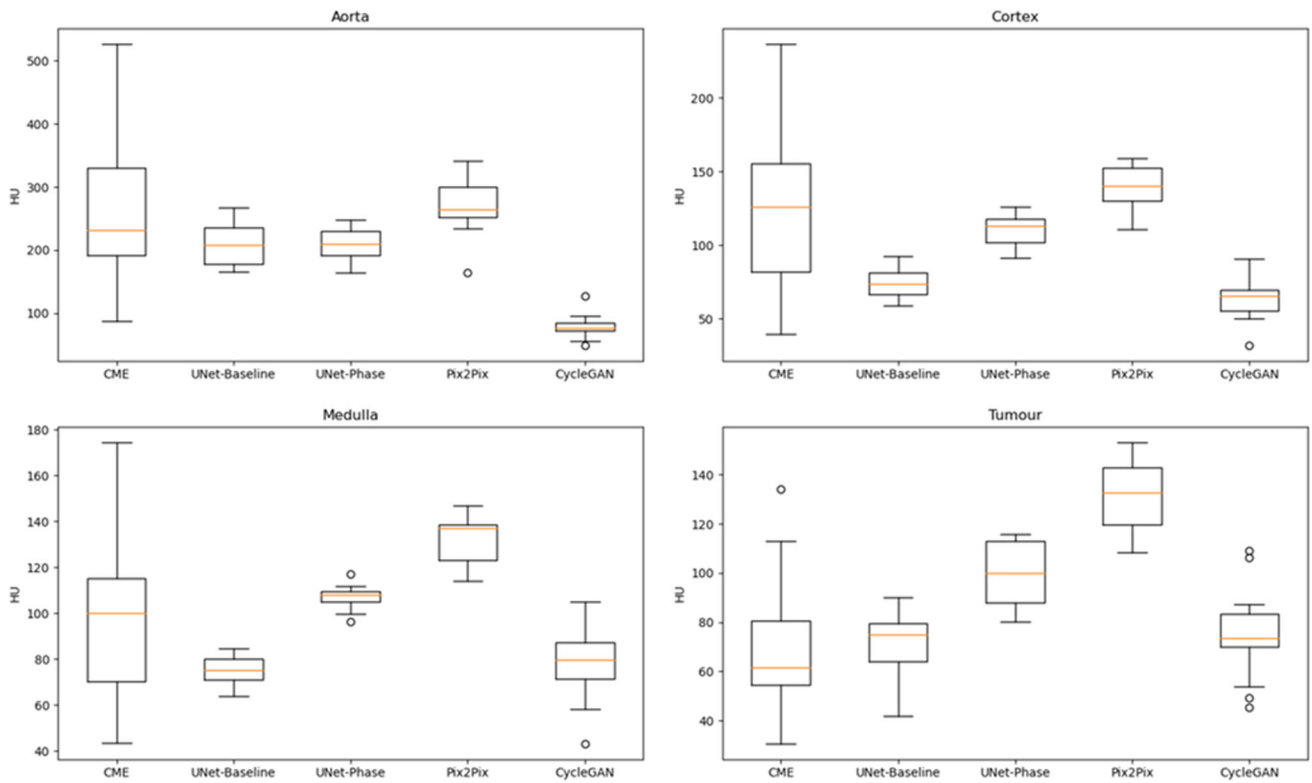 Aorta
500
400
300
200
100
HU
CME UNet-Baseline UNet-Phase Pix2Pix CycleGAN
Cortex
200
150
100
50
HU
CME UNet-Baseline UNet-Phase Pix2Pix CycleGAN
Medulla
180
160
140
120
100
80
60
40
HU
CME UNet-Baseline UNet-Phase Pix2Pix CycleGAN
Tumour
140
120
100
80
60
40
HU
CME UNet-Baseline UNet-Phase Pix2Pix CycleGAN